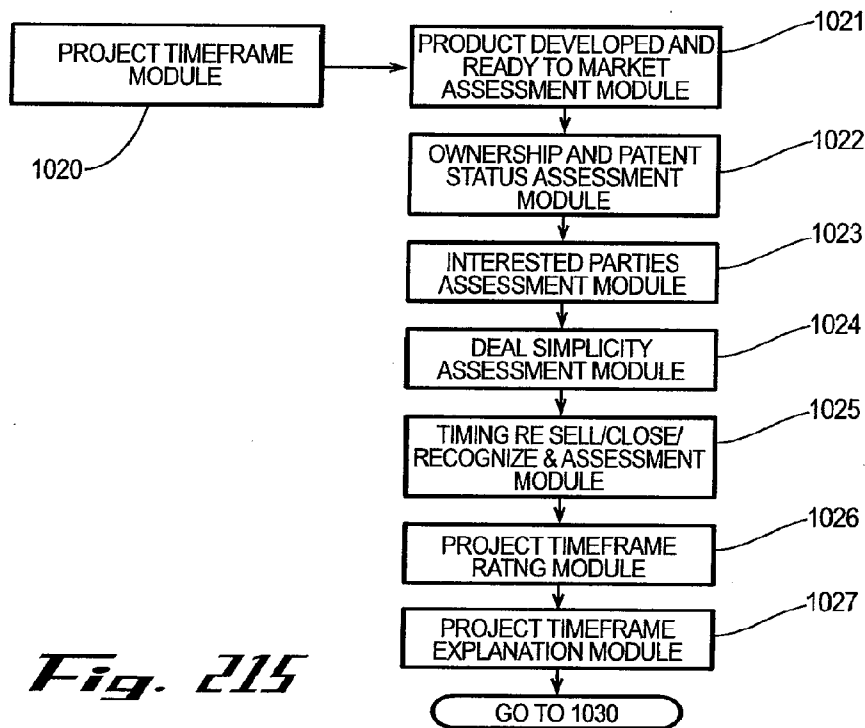 PROJECT TIMEFRAME
MODULE
1020
PRODUCT DEVELOPED AND
READY TO MARKET
ASSESSMENT MODULE
1021
OWNERSHIP AND PATENT
STATUS ASSESSMENT
MODULE
1022
INTERESTED PARTIES
ASSESSMENT MODULE
1023
DEAL SIMPLICITY
ASSESSMENT MODULE
1024
TIMING RE SELL/CLOSE/
RECOGNIZE & ASSESSMENT
MODULE
1025
PROJECT TIMEFRAME
RATNG MODULE
1026
PROJECT TIMEFRAME
EXPLANATION MODULE
1027
GO TO 1030
Fig. 215